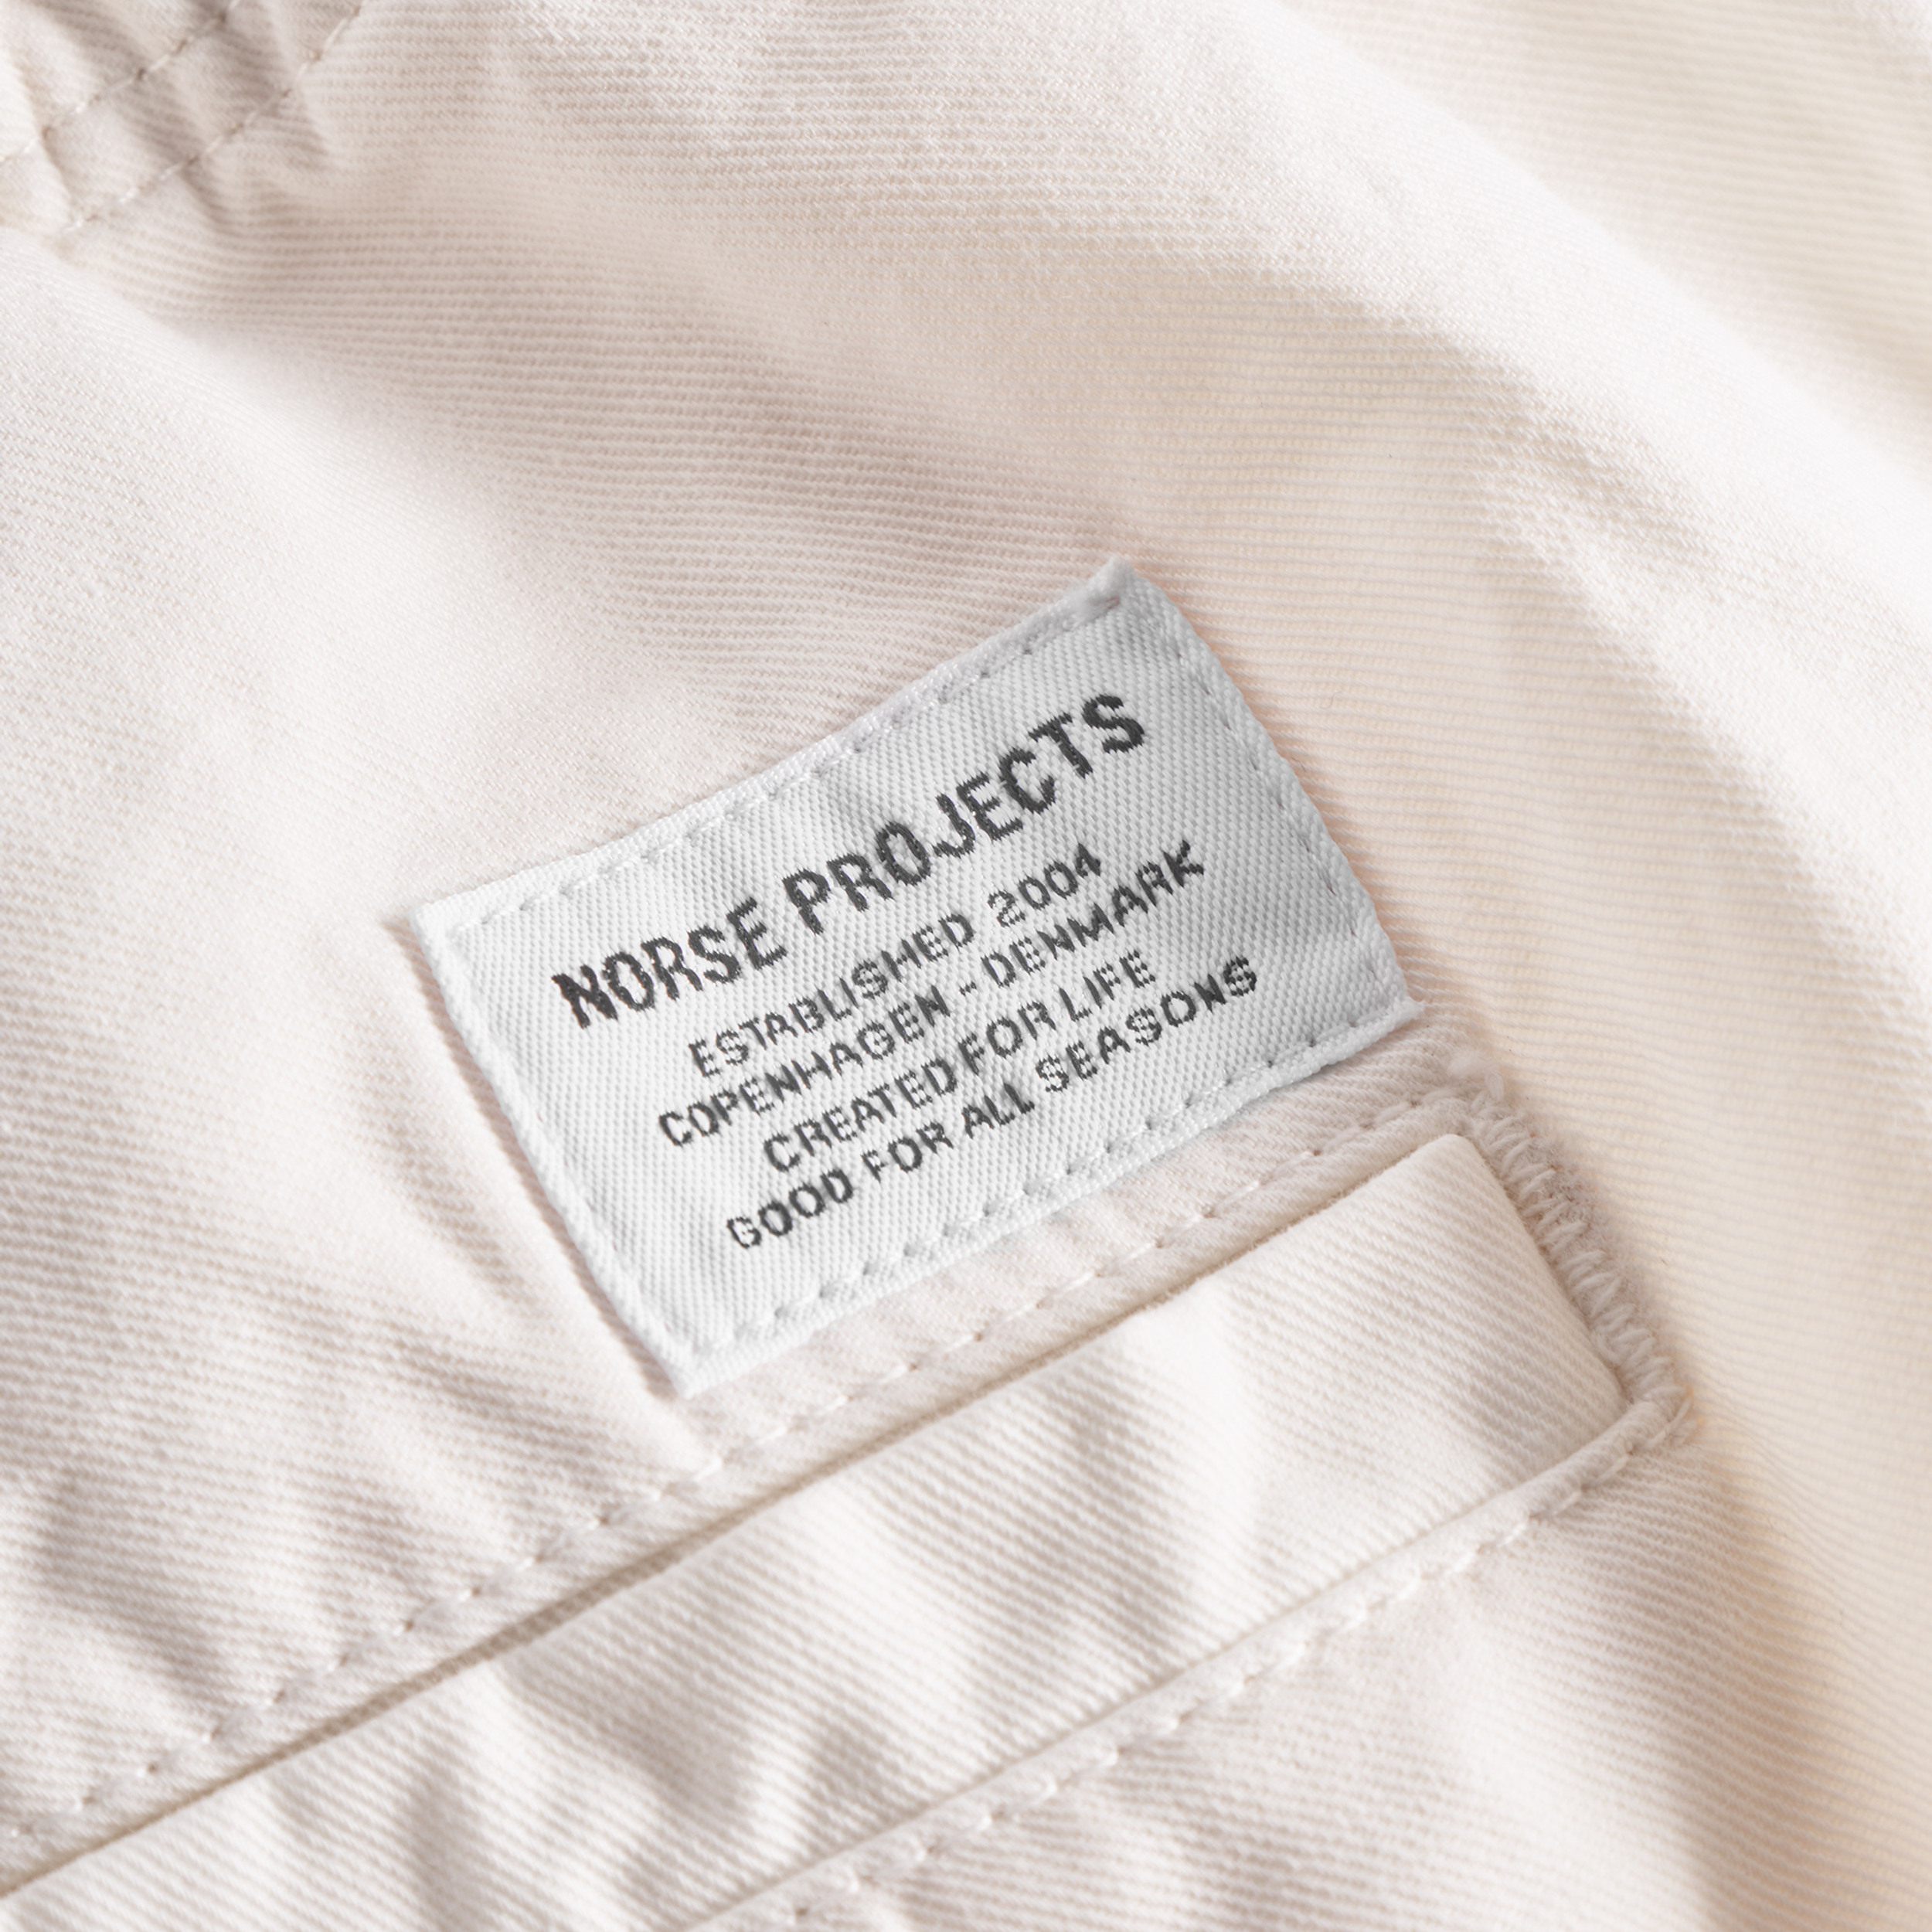 NORSE PROJECTS
ESTABLISHED 2004
COPENHAGEN - DENMARK
CREATED FOR LIFE
GOOD FOR ALL SEASONS